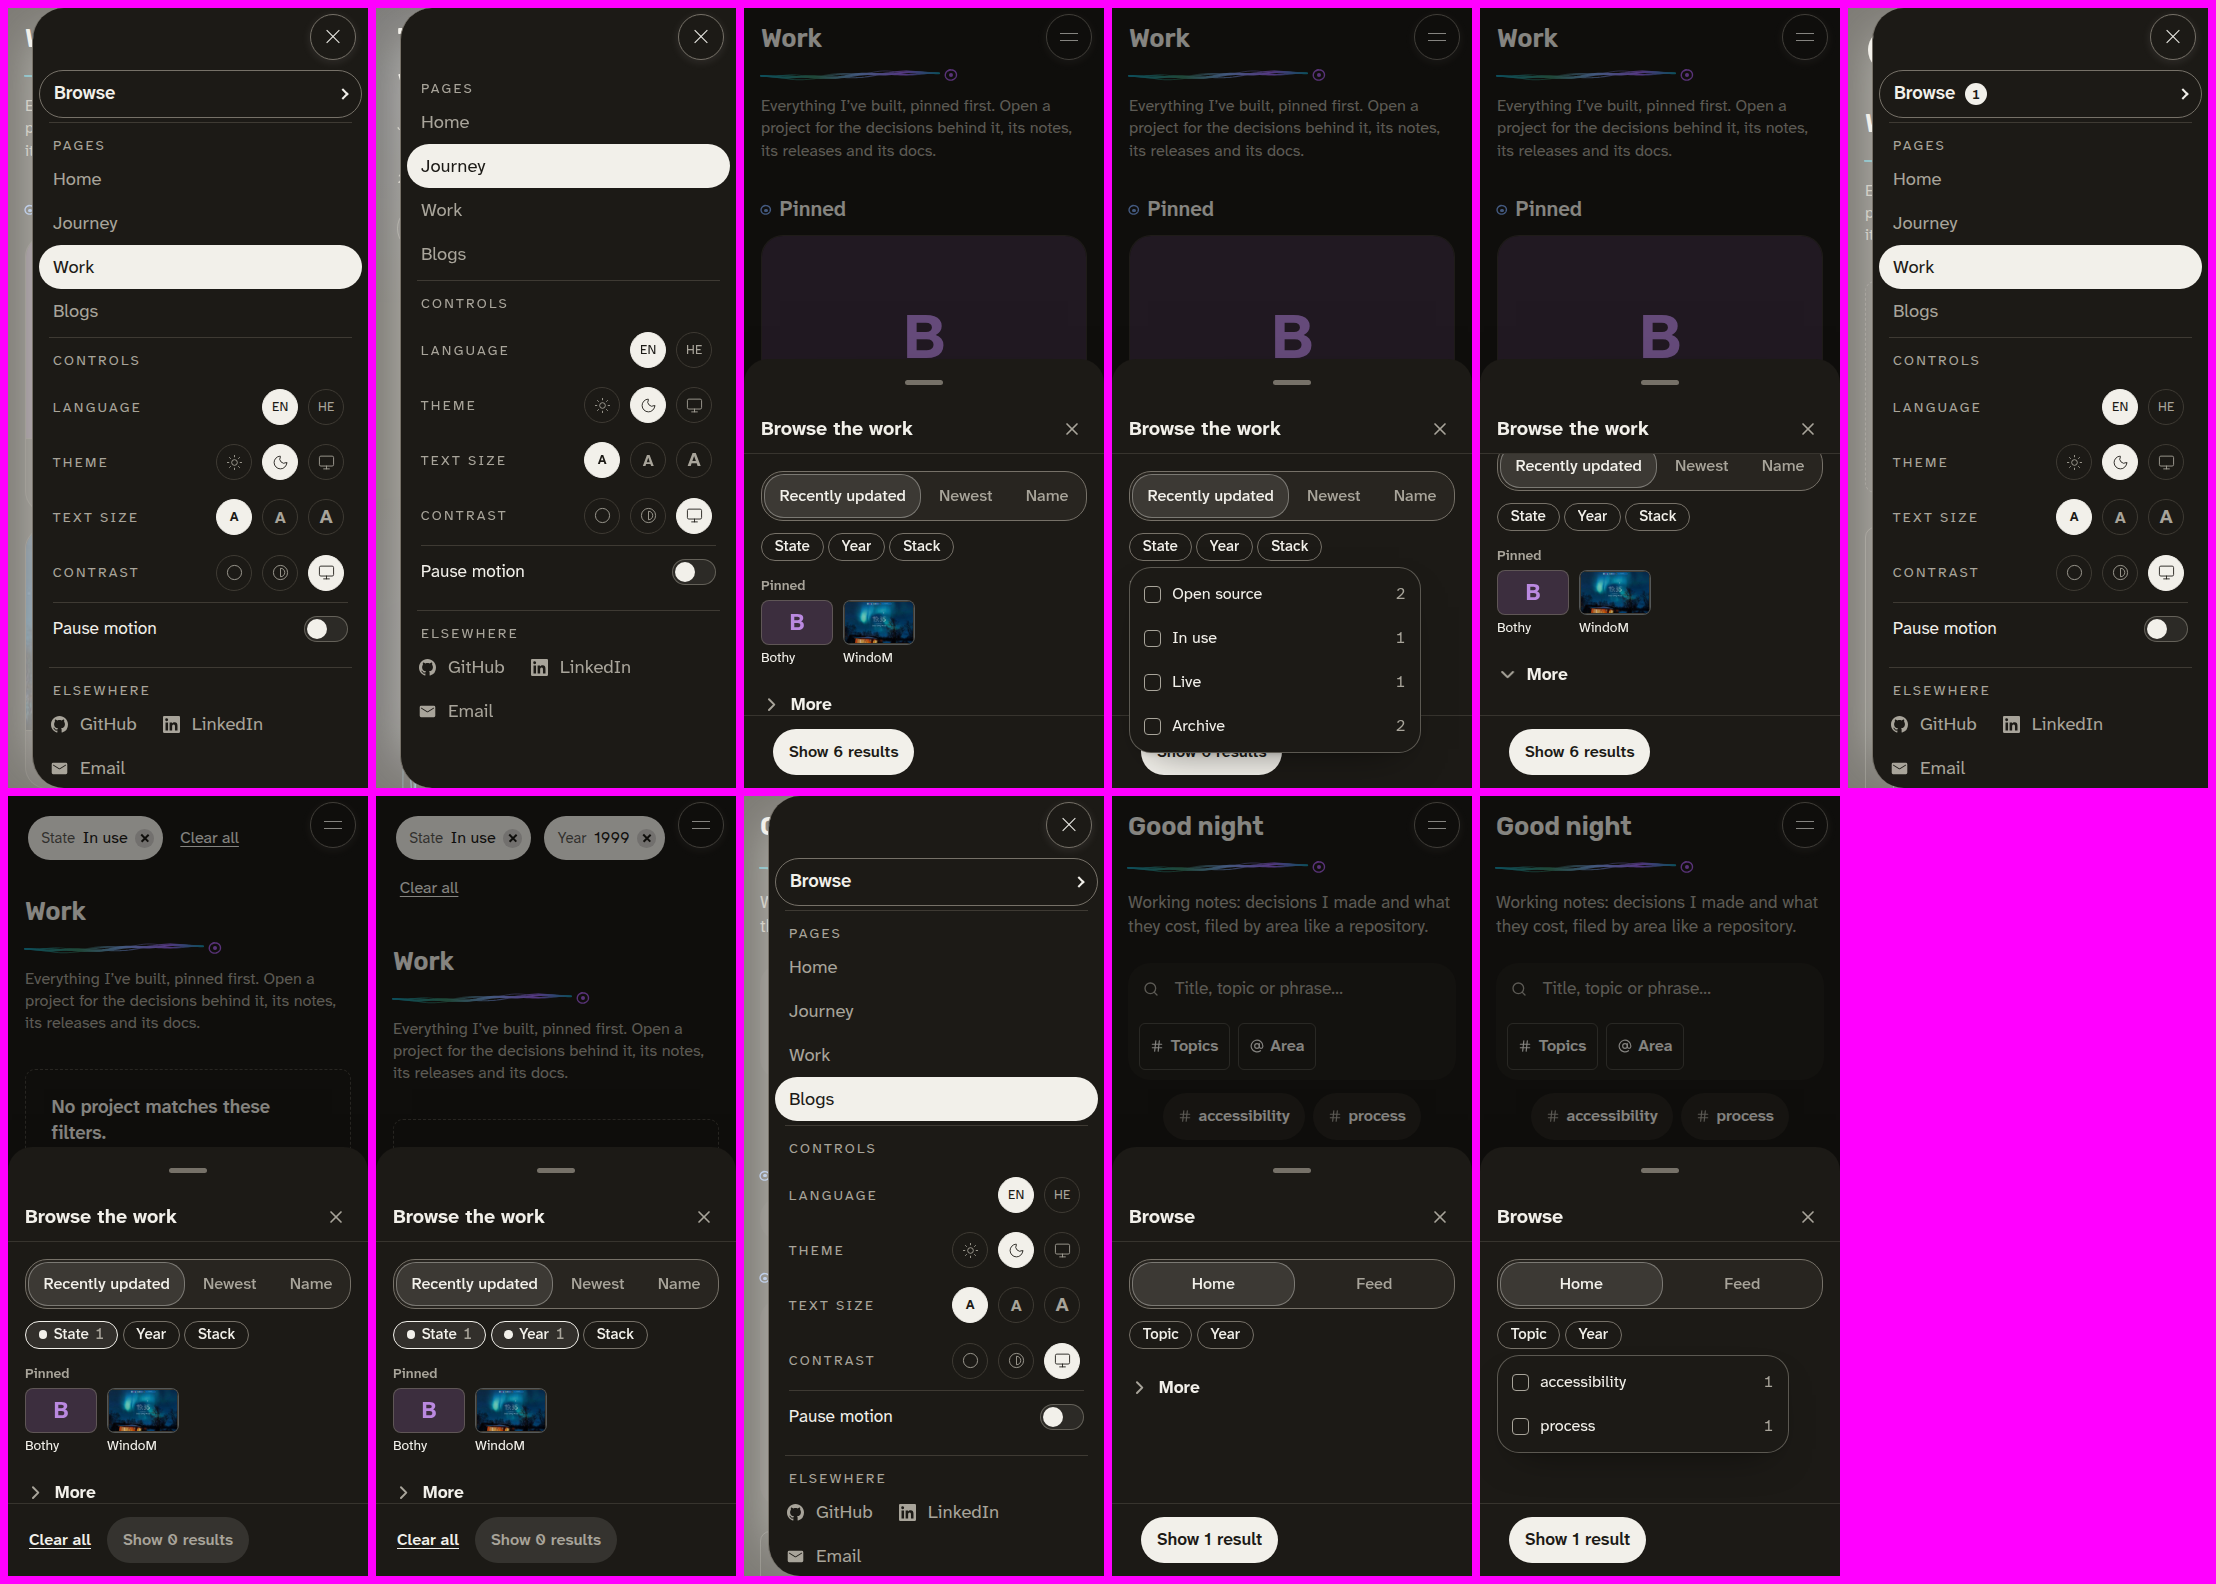 Browse
PAGES
Home
Journey
Work
Blogs
CONTROLS
LANGUAGE EN HE
THEME
TEXT SIZE A A A
CONTRAST
Pause motion
ELSEWHERE
GitHub LinkedIn
Email
PAGES
Home
Journey
Work
Blogs
CONTROLS
LANGUAGE EN HE
THEME
TEXT SIZE A A A
CONTRAST
Pause motion
ELSEWHERE
GitHub LinkedIn
Email
Work
Everything I've built, pinned first. Open a
project for the decisions behind it, its notes,
its releases and its docs.
Pinned
B
Browse the work
Recently updated Newest Name
State Year Stack
Pinned
B
Bothy WindoM
More
Show 6 results
Work
Everything I've built, pinned first. Open a
project for the decisions behind it, its notes,
its releases and its docs.
Pinned
B
Browse the work
Recently updated Newest Name
State Year Stack
Open source 2
In use 1
Live 1
Archive 2
Show 6 results
Work
Everything I've built, pinned first. Open a
project for the decisions behind it, its notes,
its releases and its docs.
Pinned
B
Browse the work
Recently updated Newest Name
State Year Stack
Pinned
B
Bothy WindoM
More
Show 6 results
Browse 1
PAGES
Home
Journey
Work
Blogs
CONTROLS
LANGUAGE EN HE
THEME
TEXT SIZE A A A
CONTRAST
Pause motion
ELSEWHERE
GitHub LinkedIn
Email
State In use Clear all
Work
Everything I've built, pinned first. Open a
project for the decisions behind it, its notes,
its releases and its docs.
No project matches these
filters.
Browse the work
Recently updated Newest Name
State 1 Year Stack
Pinned
B
Bothy WindoM
More
Clear all Show 0 results
State In use Year 1999
Clear all
Work
Everything I've built, pinned first. Open a
project for the decisions behind it, its notes,
its releases and its docs.
Browse the work
Recently updated Newest Name
State 1 Year 1 Stack
Pinned
B
Bothy WindoM
More
Clear all Show 0 results
Browse
PAGES
Home
Journey
Work
Blogs
CONTROLS
LANGUAGE EN HE
THEME
TEXT SIZE A A A
CONTRAST
Pause motion
ELSEWHERE
GitHub LinkedIn
Email
Good night
Working notes: decisions I made and what
they cost, filed by area like a repository.
Title, topic or phrase...
# Topics @ Area
# accessibility # process
Browse
Home Feed
Topic Year
More
Show 1 result
Good night
Working notes: decisions I made and what
they cost, filed by area like a repository.
Title, topic or phrase...
# Topics @ Area
# accessibility # process
Browse
Home Feed
Topic Year
accessibility 1
process 1
Show 1 result